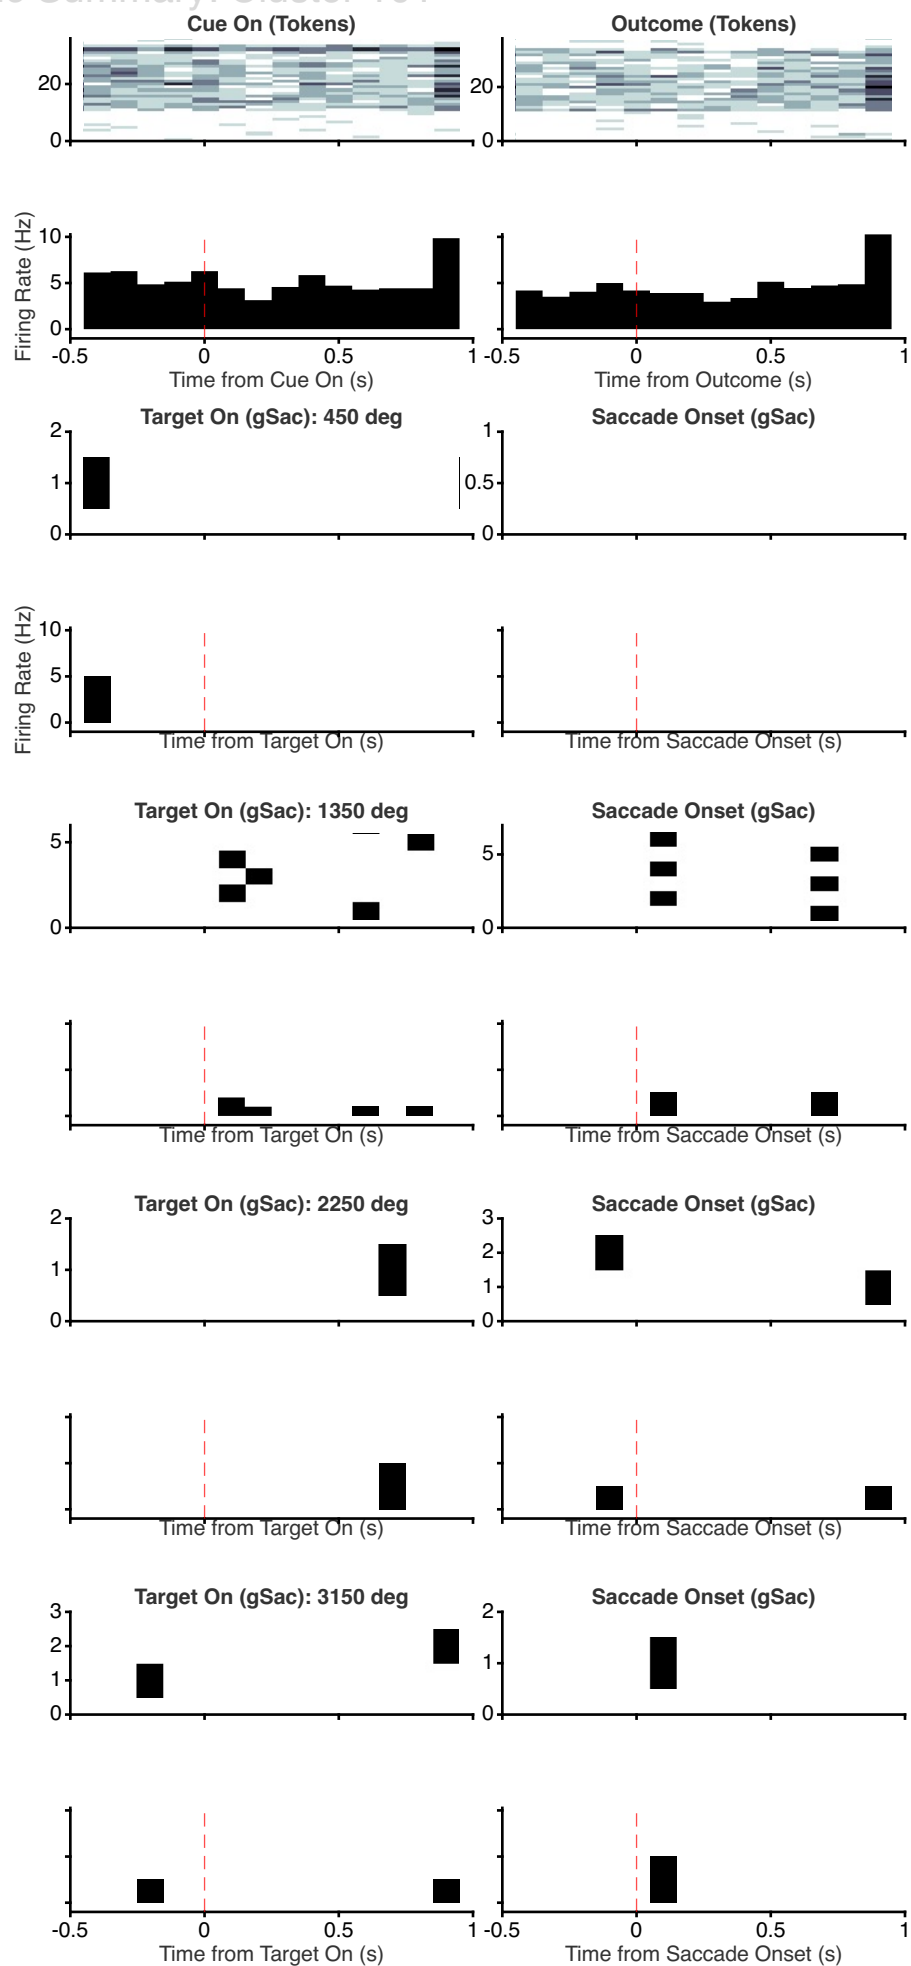 Summary: Cluster
Cue On (Tokens) Outcome (Tokens)
20 20
0 0
Firing Rate (Hz)
10
5
0
-0.5 0 0.5 1 -0.5 0 0.5 1
Time from Cue On (s) Time from Outcome (s)
Target On (gSac): 450 deg Saccade Onset (gSac)
2 1
1 0.5
0 0
Firing Rate (Hz)
10
5
0
Time from Target On (s) Time from Saccade Onset (s)
Target On (gSac): 1350 deg Saccade Onset (gSac)
5 5
0 0
Time from Target On (s) Time from Saccade Onset (s)
Target On (gSac): 2250 deg Saccade Onset (gSac)
2 3
1 2
0 1
0
Time from Target On (s) Time from Saccade Onset (s)
Target On (gSac): 3150 deg Saccade Onset (gSac)
3 2
2 1
1 0
0
-0.5 0 0.5 1 -0.5 0 0.5 1
Time from Target On (s) Time from Saccade Onset (s)